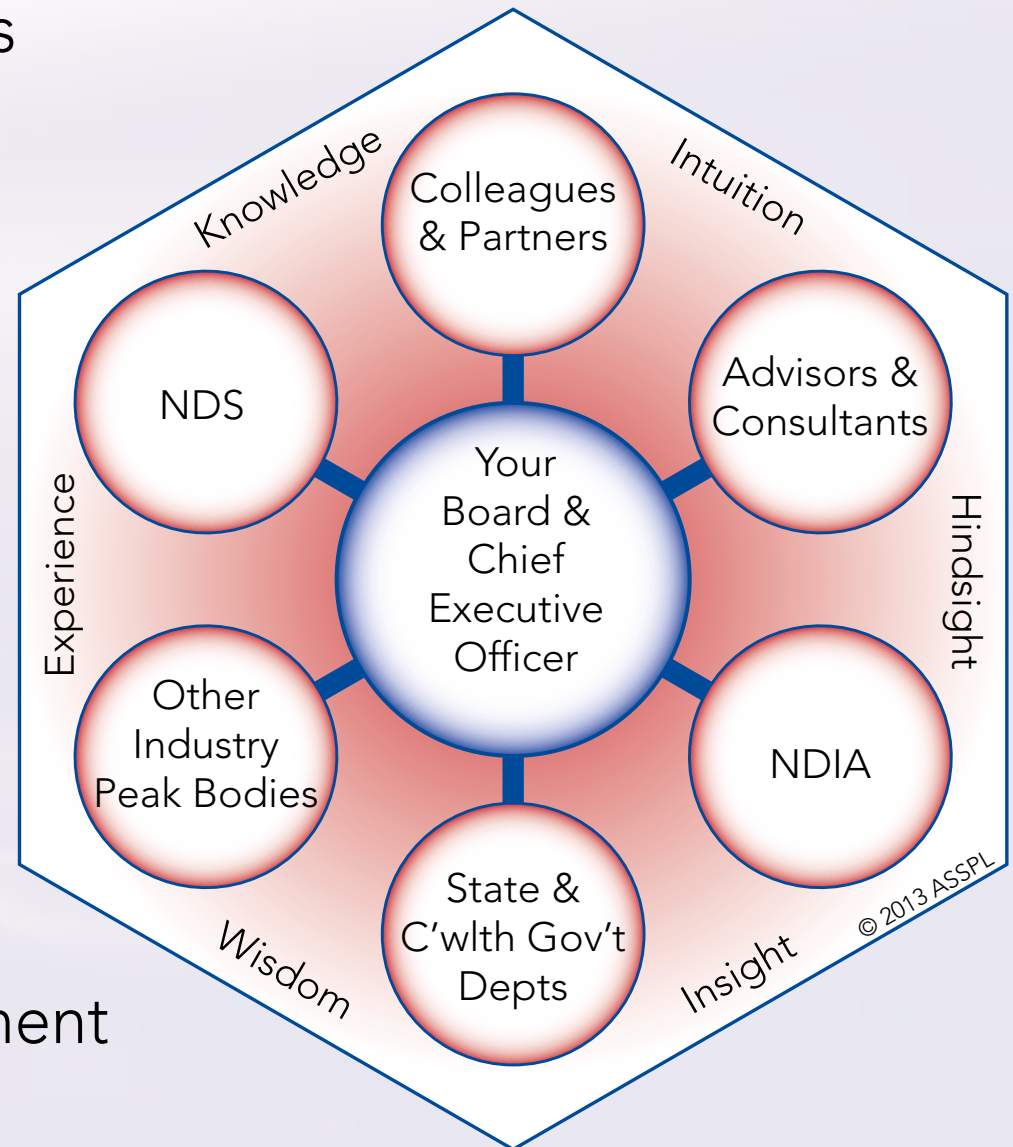 s
Knowledge
Intuition
Colleagues
& Partners
NDS
Advisors &
Consultants
Your
Board &
Chief
Executive
Officer
Experience
Hindsight
Other
Industry
Peak Bodies
NDIA
State &
C'wlth Gov't
Depts
Wisdom
Insight
© 2013 ASSPL
nent